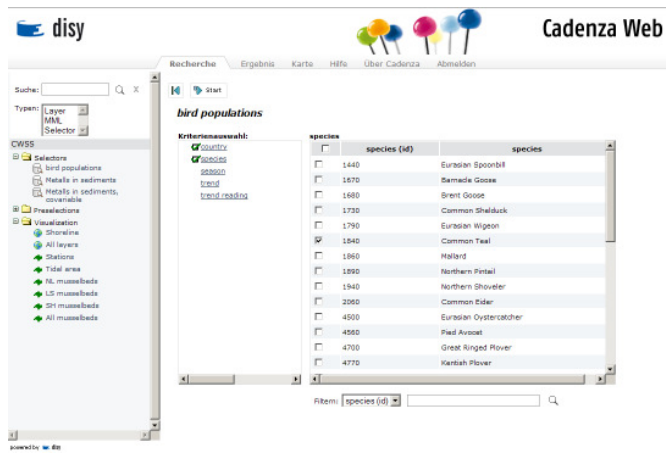 disy
Cadenza Web
Recherche Ergebnis Karte Hilfe Über Cadenza Abmelden
Suche: X
Typen: Layer
MML
Selector
CWSS
Selectors
bird populations
Metals in sediments
Metals in sediments,
covariable
Preselections
Visualization
Shoreline
All layers
Stations
Tidal area
NL musselbeds
LS musselbeds
SH musselbeds
All musselbeds
Start
bird populations
Kriterienauswahl:
country
species
season
trend
trend reading
species
species (id) species
1440 Eurasian Spoonbill
1670 Barnacle Goose
1680 Brent Goose
1730 Common Shelduck
1790 Eurasian Wigeon
1840 Common Teal
1860 Mallard
1890 Northern Pintail
1940 Northern Shoveler
2060 Common Eider
4500 Eurasian Oystercatcher
4560 Pied Avocet
4700 Great Ringed Plover
4770 Kentish Plover
Filtern: species (id)
powered by disy